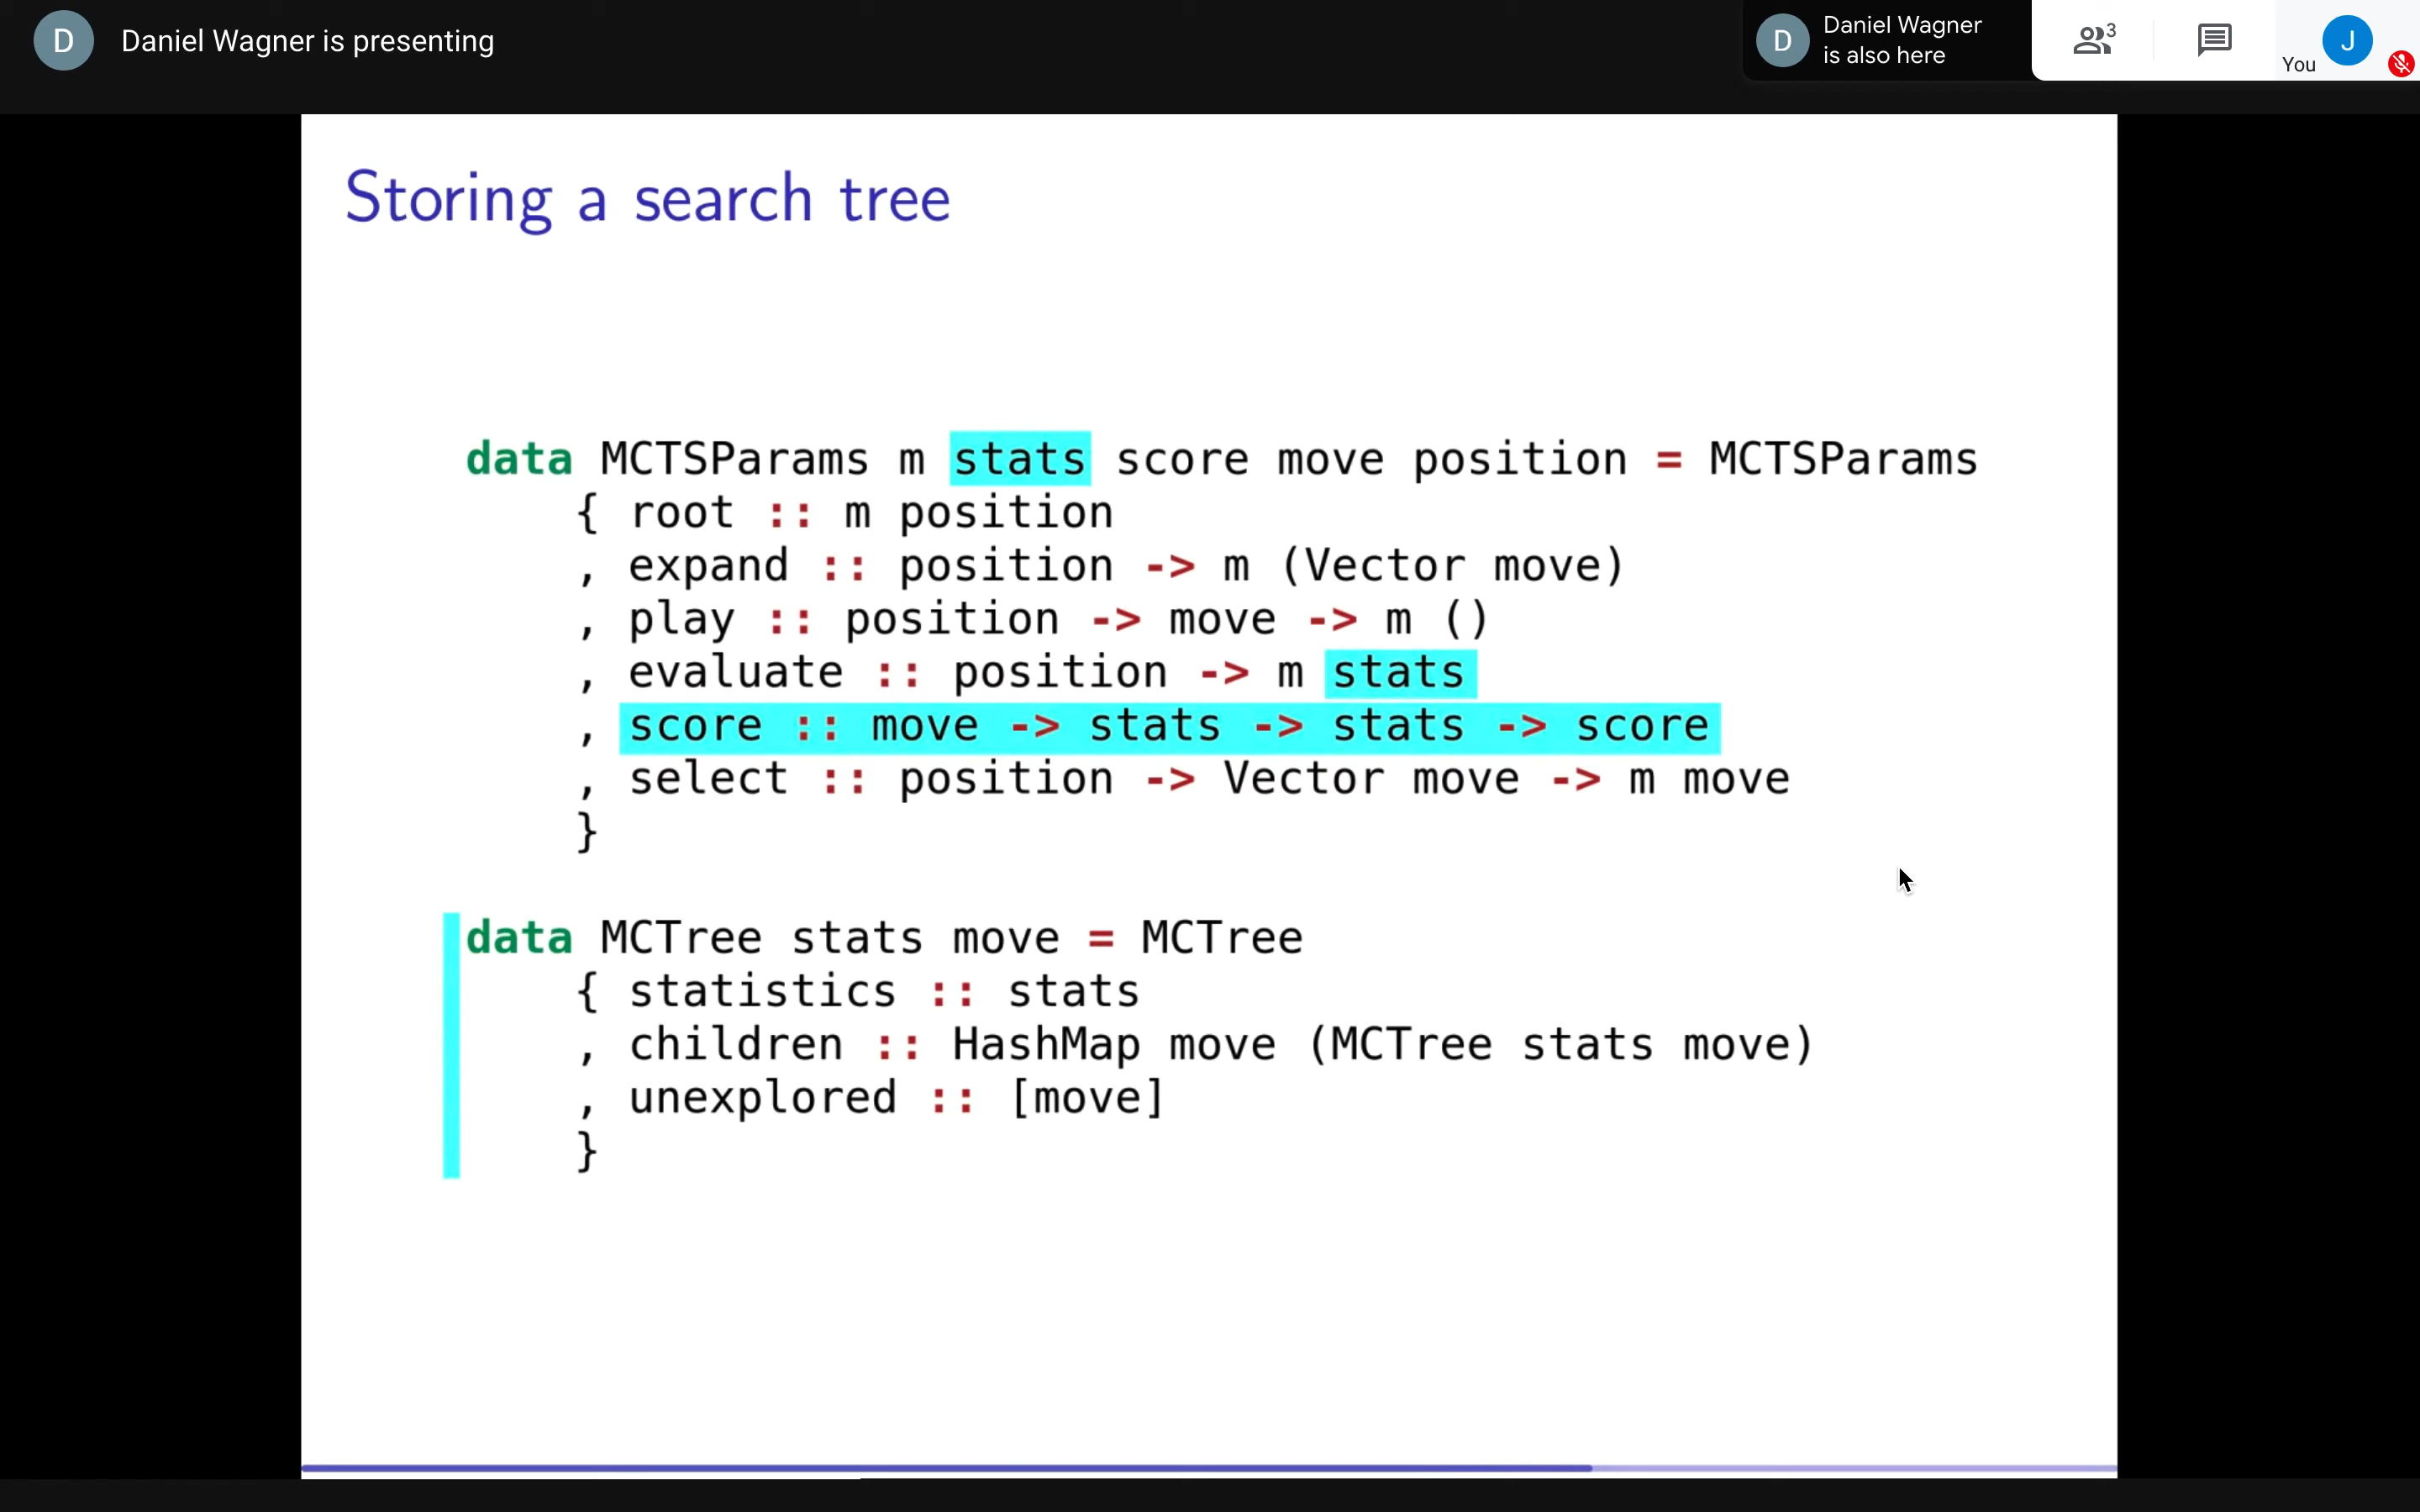 D Daniel Wagner is presenting
D Daniel Wagner
is also here
3
You J
Storing a search tree
data MCTSParams m stats score move position = MCTSParams
{ root :: m position
, expand :: position -> m (Vector move)
, play :: position -> move -> m ()
, evaluate :: position -> m stats
, score :: move -> stats -> stats -> score
, select :: position -> Vector move -> m move
}
data MCTree stats move = MCTree
{ statistics :: stats
, children :: HashMap move (MCTree stats move)
, unexplored :: [move]
}